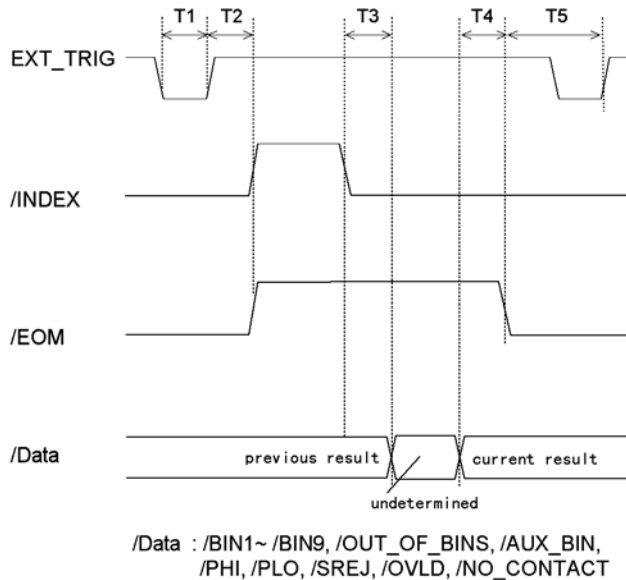 T1 T2 T3 T4 T5
EXT_TRIG
/INDEX
/EOM
/Data previous result current result
undetermined
/Data : /BIN1~ /BIN9, /OUT_OF_BINS, /AUX_BIN,
/PHI, /PLO, /SREJ, /OVLD, /NO_CONTACT